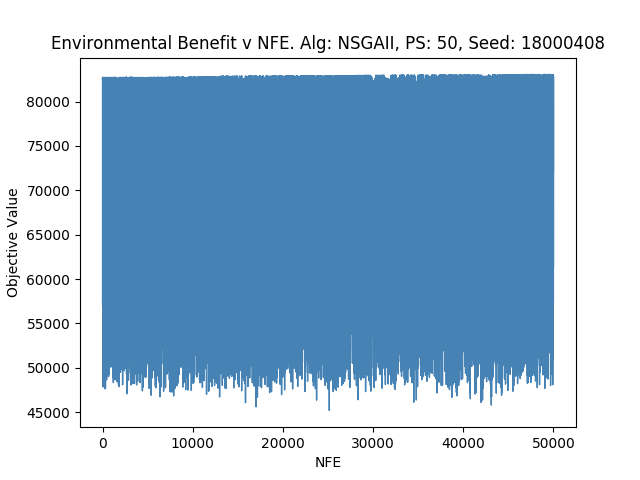 Environmental Benefit v NFE. Alg: NSGAII, PS: 50, Seed: 18000408
80000
75000
70000
65000
60000
55000
50000
45000
Objective Value
0 10000 20000 30000 40000 50000
NFE